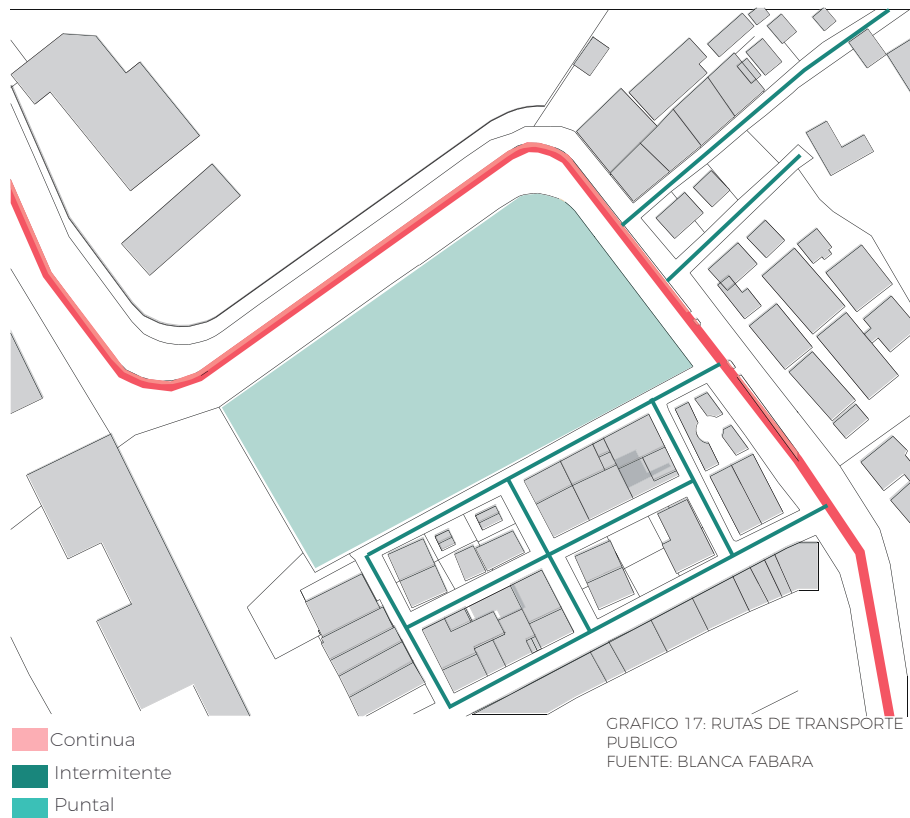 GRAFICO 17: RUTAS DE TRANSPORTE
PUBLICO
FUENTE: BLANCA FABARA
Continua
Intermitente
Puntal